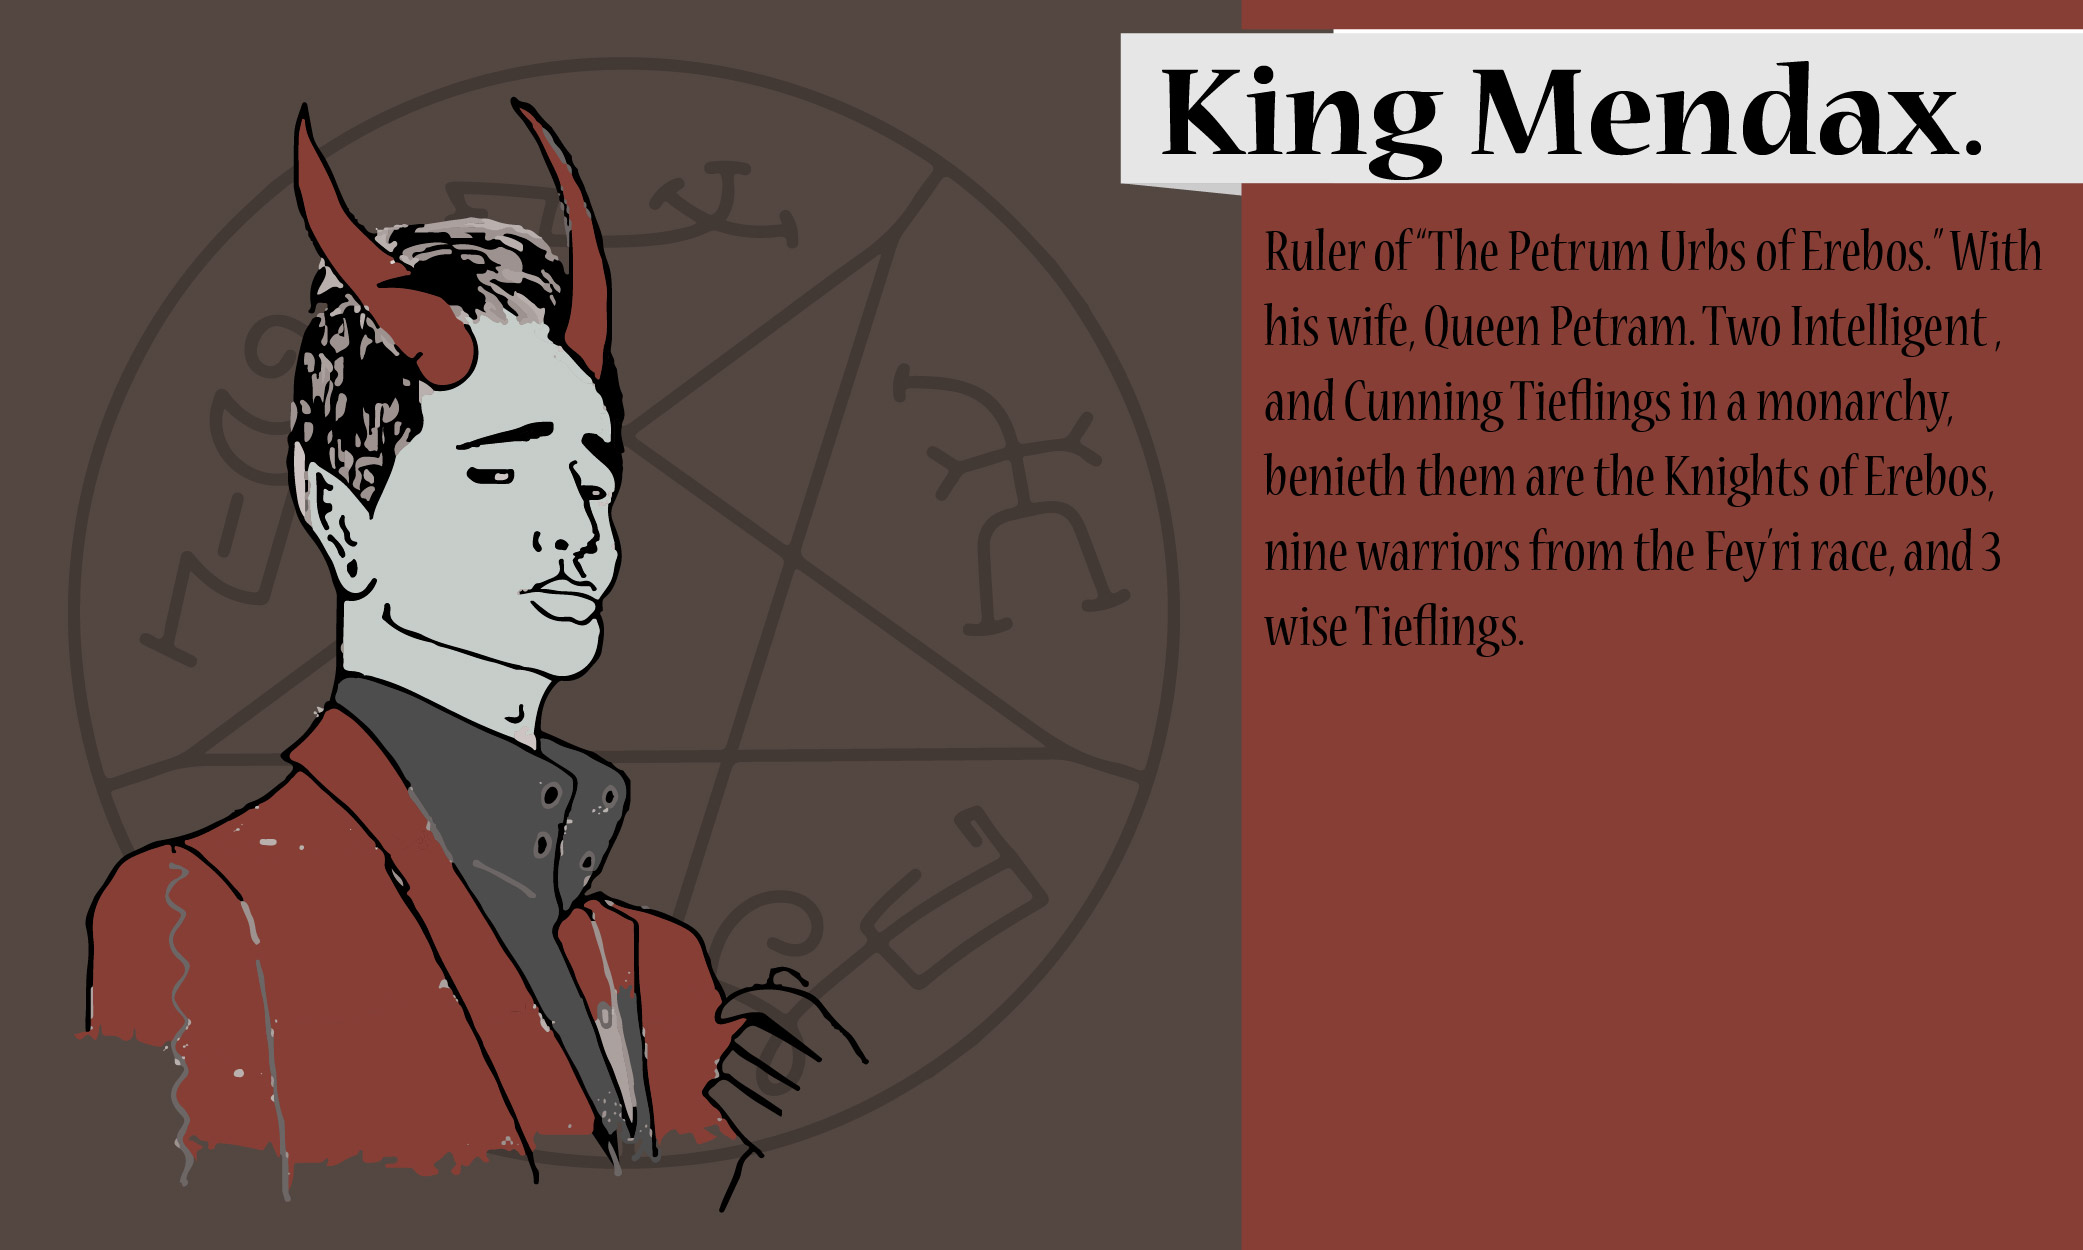 King Mendax.
Ruler of “The Petrum Urbs of Erebos.” With
his wife, Queen Petram. Two Intelligent ,
and Cunning Tieflings in a monarchy,
benieth them are the Knights of Erebos,
nine warriors from the Fey’ri race, and 3
wise Tieflings.